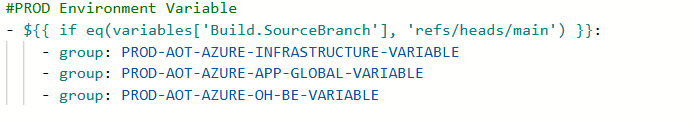 #PROD Environment Variable
- ${{ if eq(variables['Build.SourceBranch'], 'refs/heads/main') }}:
    - group: PROD-AOT-AZURE-INFRASTRUCTURE-VARIABLE
    - group: PROD-AOT-AZURE-APP-GLOBAL-VARIABLE
    - group: PROD-AOT-AZURE-OH-BE-VARIABLE